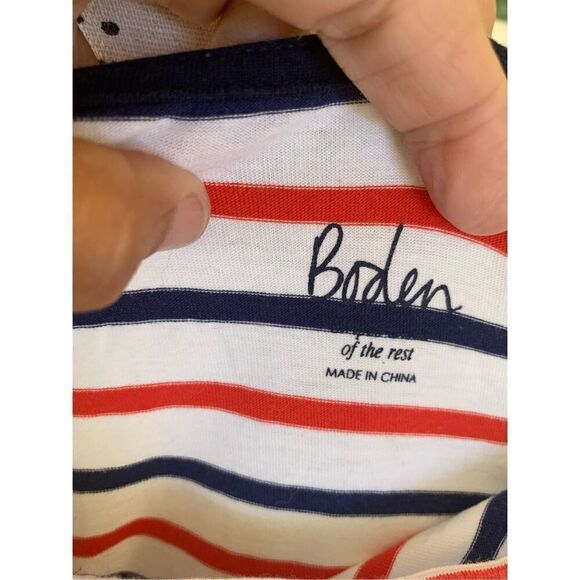 Boden
of the rest
MADE IN CHINA